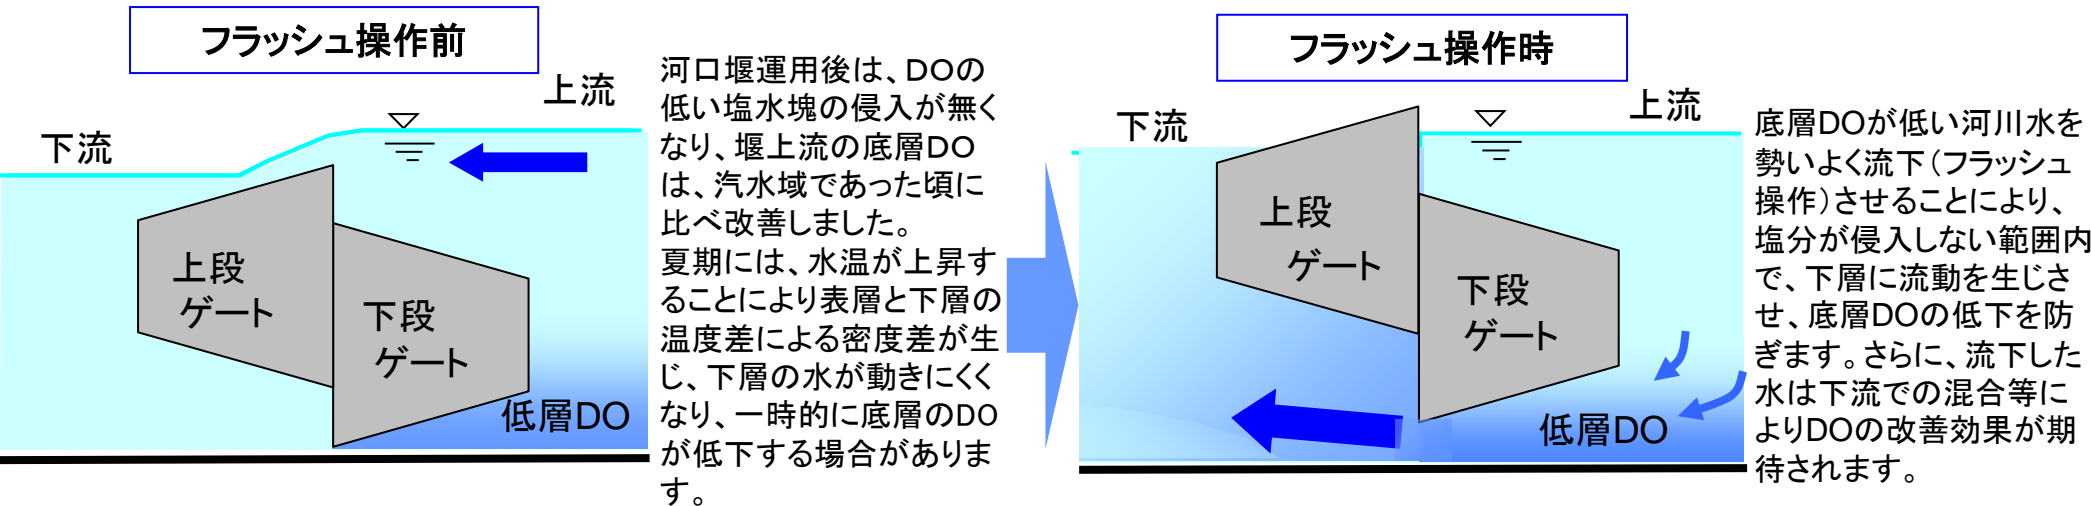 フラッシュ操作前
上流
下流
上段
ゲート
下段
ゲート
低層DO
河口堰運用後は、DOの
低い塩水塊の侵入が無く
なり、堰上流の底層DO
は、汽水域であった頃に
比べ改善しました。
夏期には、水温が上昇す
ることにより表層と下層の
温度差による密度差が生
じ、下層の水が動きにくく
なり、一時的に底層のDO
が低下する場合がありま
す。
フラッシュ操作時
下流
上流
上段
ゲート
下段
ゲート
低層DO
底層DOが低い河川水を
勢いよく流下(フラッシュ
操作)させることにより、
塩分が侵入しない範囲内
で、下層に流動を生じさ
せ、底層DOの低下を防
ぎます。さらに、流下した
水は下流での混合等に
よりDOの改善効果が期
待されます。